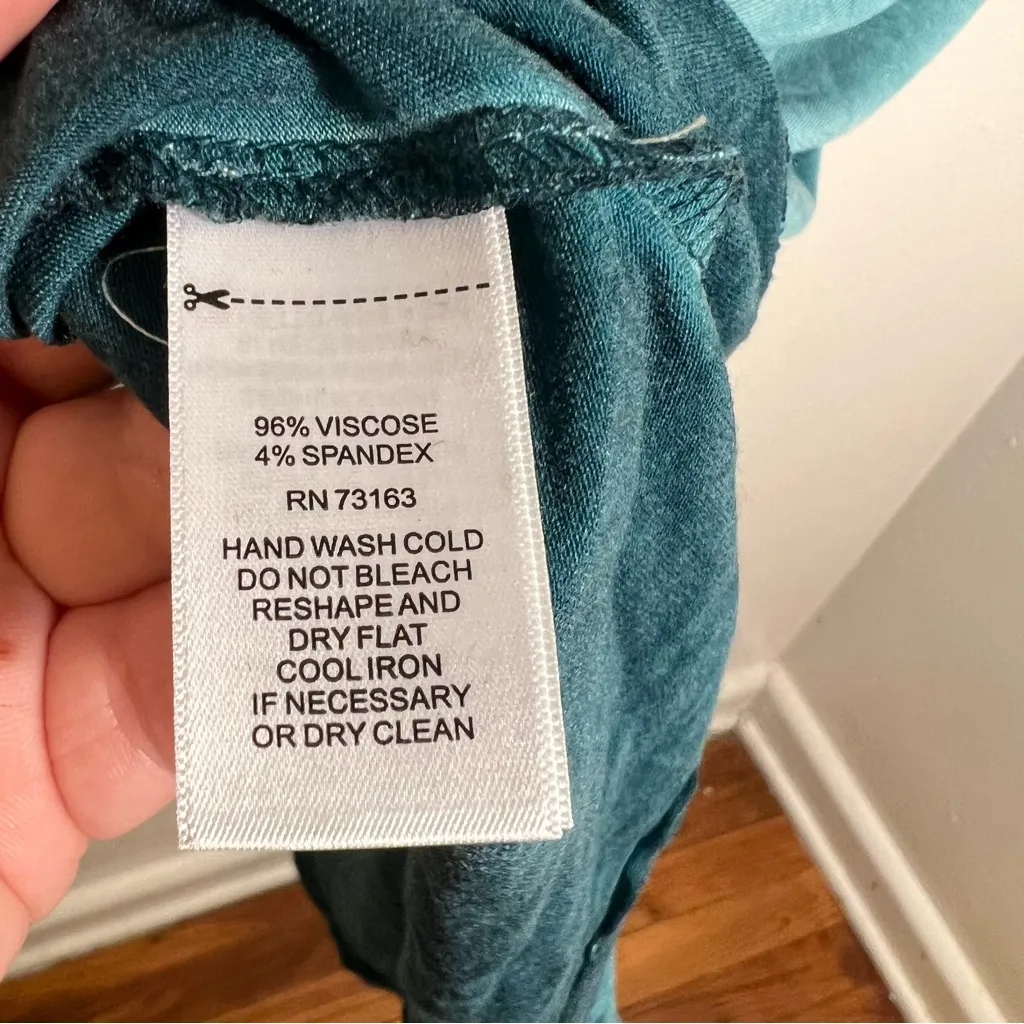 96% VISCOSE
4% SPANDEX
RN 73163
HAND WASH COLD
DO NOT BLEACH
RESHAPE AND
DRY FLAT
COOL IRON
IF NECESSARY
OR DRY CLEAN